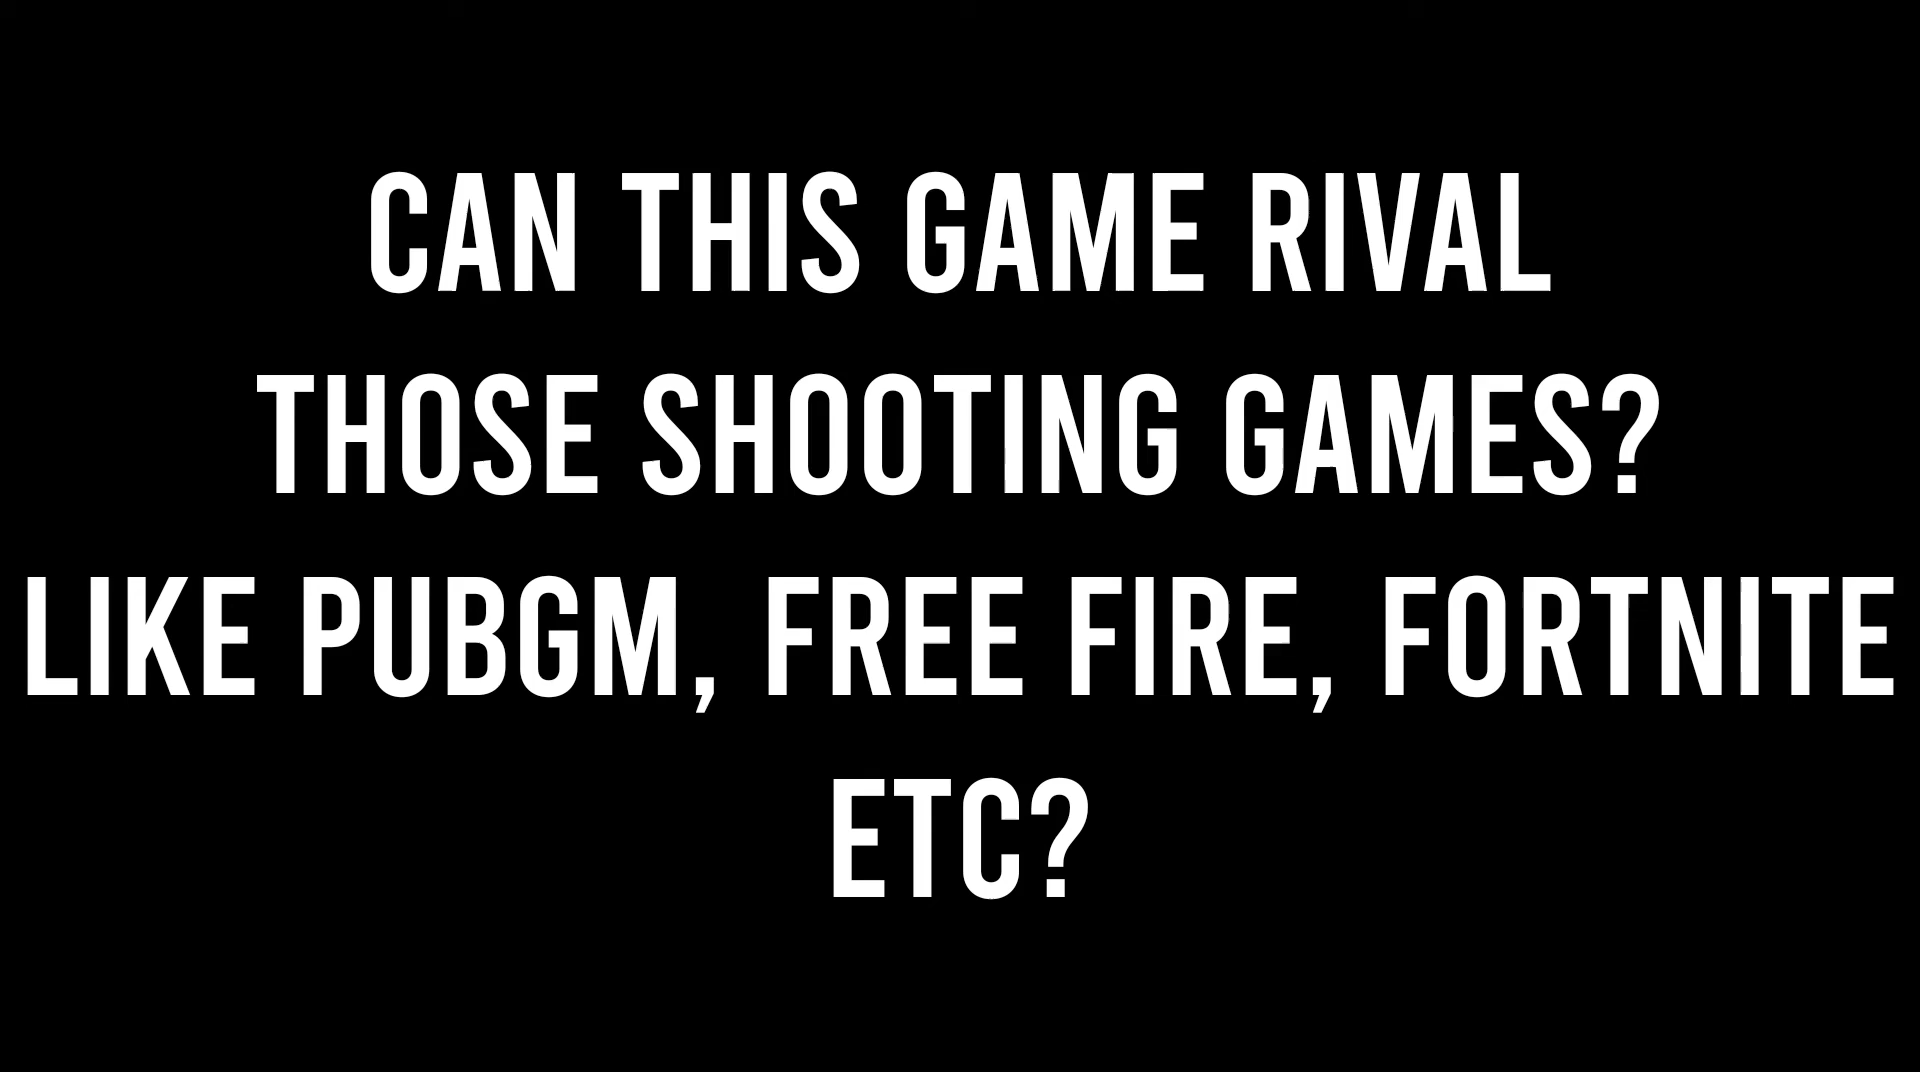 CAN THIS GAME RIVAL
THOSE SHOOTING GAMES?
LIKE PUBGM, FREE FIRE, FORTNITE
ETC?